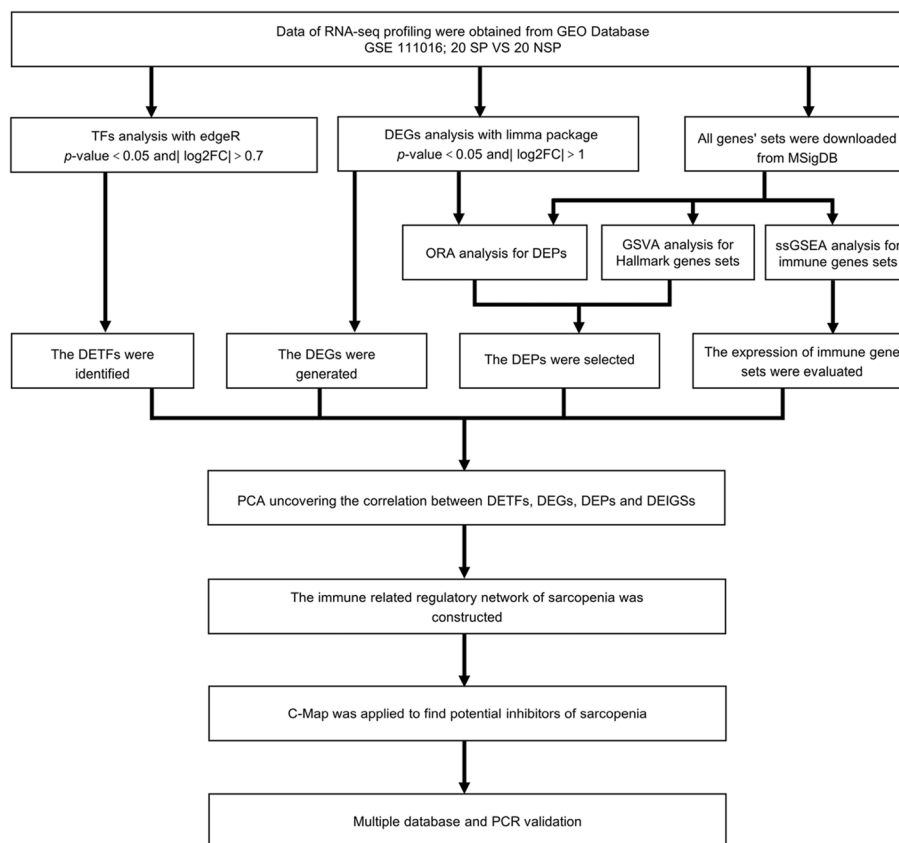 Data of RNA-seq profiling were obtained from GEO Database
GSE 111016; 20 SP VS 20 NSP
TFs analysis with edgeR
p-value < 0.05 and| log2FC| > 0.7
DEGs analysis with limma package
p-value < 0.05 and| log2FC| > 1
All genes' sets were downloaded
from MSigDB
ORA analysis for DEPs
GSVA analysis for
Hallmark genes sets
ssGSEA analysis for
immune genes sets
The DETFs were
identified
The DEGs were
generated
The DEPs were selected
The expression of immune gene
sets were evaluated
PCA uncovering the correlation between DETFs, DEGs, DEPs and DEIGSs
The immune related regulatory network of sarcopenia was
constructed
C-Map was applied to find potential inhibitors of sarcopenia
Multiple database and PCR validation